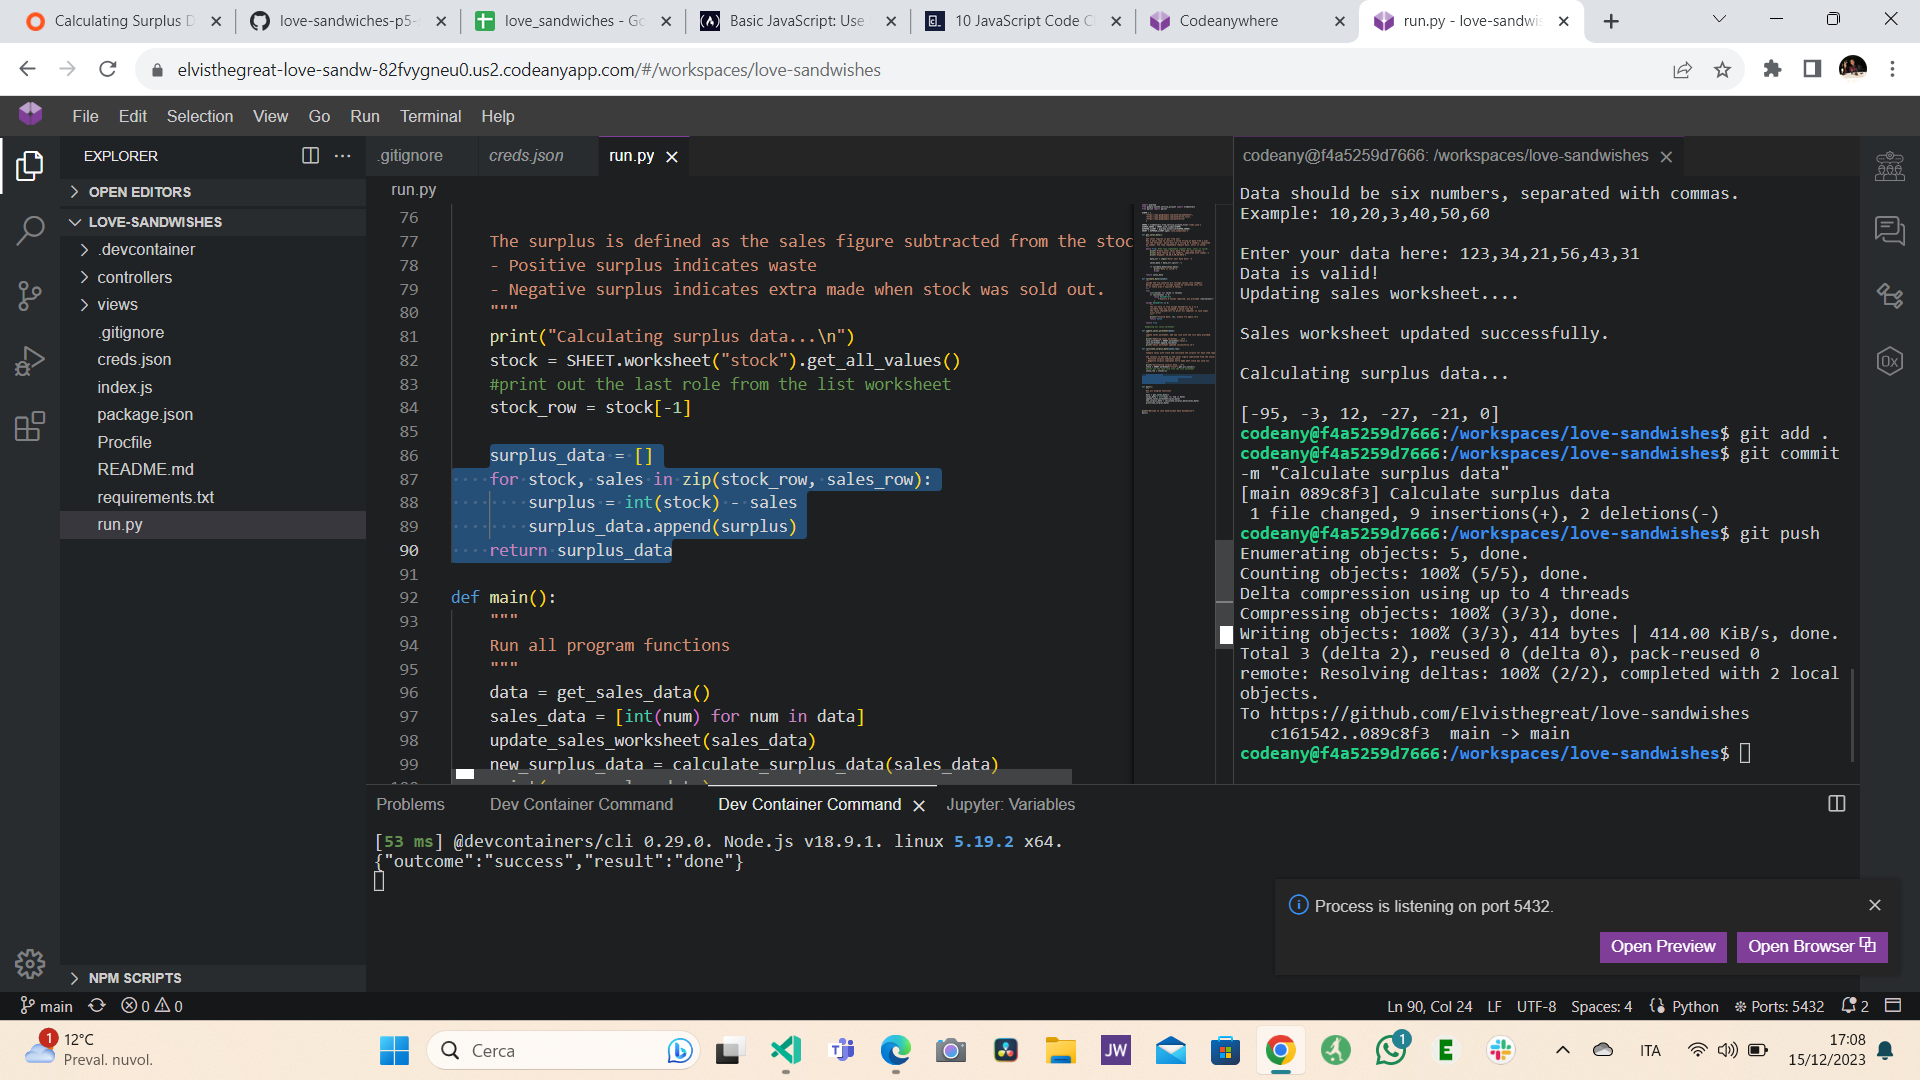 Calculating Surplus D
love-sandwiches-p5-
love_sandwiches - Go
Basic JavaScript: Use
10 JavaScript Code C
Codeanywhere
run.py - love-sandwis
elvisthegreat-love-sandw-82fvygneu0.us2.codeanyapp.com/#/workspaces/love-sandwishes
File Edit Selection View Go Run Terminal Help
EXPLORER
OPEN EDITORS
LOVE-SANDWISHES
.devcontainer
controllers
views
.gitignore
creds.json
index.js
package.json
Procfile
README.md
requirements.txt
run.py
NPM SCRIPTS
.gitignore creds.json run.py
run.py
76
77 The surplus is defined as the sales figure subtracted from the stoc
78 - Positive surplus indicates waste
79 - Negative surplus indicates extra made when stock was sold out.
80 """
81 print("Calculating surplus data...\n")
82 stock = SHEET.worksheet("stock").get_all_values()
83 #print out the last role from the list worksheet
84 stock_row = stock[-1]
85
86 surplus_data = []
87 for stock, sales in zip(stock_row, sales_row):
88 surplus = int(stock) - sales
89 surplus_data.append(surplus)
90 return surplus_data
91
92 def main():
93 """
94 Run all program functions
95 """
96 data = get_sales_data()
97 sales_data = [int(num) for num in data]
98 update_sales_worksheet(sales_data)
99 new_surplus_data = calculate_surplus_data(sales_data)
codeany@f4a5259d7666: /workspaces/love-sandwishes
Data should be six numbers, separated with commas.
Example: 10,20,3,40,50,60
Enter your data here: 123,34,21,56,43,31
Data is valid!
Updating sales worksheet....
Sales worksheet updated successfully.
Calculating surplus data...
[-95, -3, 12, -27, -21, 0]
codeany@f4a5259d7666:/workspaces/love-sandwishes$ git add .
codeany@f4a5259d7666:/workspaces/love-sandwishes$ git commit
-m "Calculate surplus data"
[main 089c8f3] Calculate surplus data
1 file changed, 9 insertions(+), 2 deletions(-)
codeany@f4a5259d7666:/workspaces/love-sandwishes$ git push
Enumerating objects: 5, done.
Counting objects: 100% (5/5), done.
Delta compression using up to 4 threads
Compressing objects: 100% (3/3), done.
Writing objects: 100% (3/3), 414 bytes | 414.00 KiB/s, done.
Total 3 (delta 2), reused 0 (delta 0), pack-reused 0
remote: Resolving deltas: 100% (2/2), completed with 2 local
objects.
To https://github.com/Elvisthegreat/love-sandwishes
c161542..089c8f3 main -> main
codeany@f4a5259d7666:/workspaces/love-sandwishes$
Problems Dev Container Command Dev Container Command Jupyter: Variables
[53 ms] @devcontainers/cli 0.29.0. Node.js v18.9.1. linux 5.19.2 x64.
{"outcome":"success","result":"done"}
Process is listening on port 5432.
Open Preview Open Browser
main 0 0
Ln 90, Col 24 LF UTF-8 Spaces: 4 Python Ports: 5432 2
1 12°C
Preval. nuvol.
Cerca
JW
1
E
ITA
17:08
15/12/2023